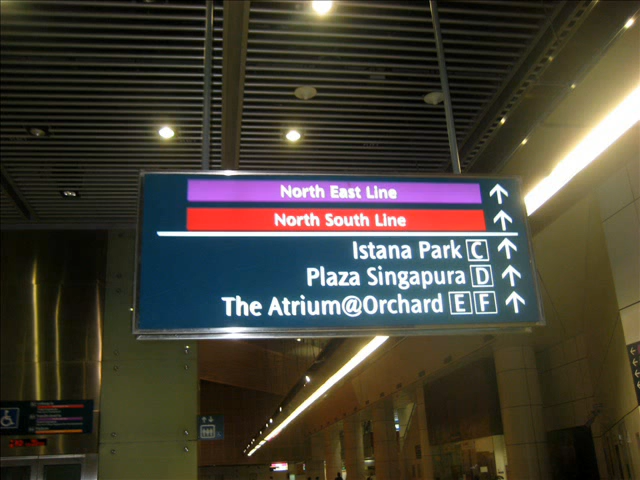 North East Line
North South Line
Istana Park C
Plaza Singapura D
The Atrium@Orchard E F